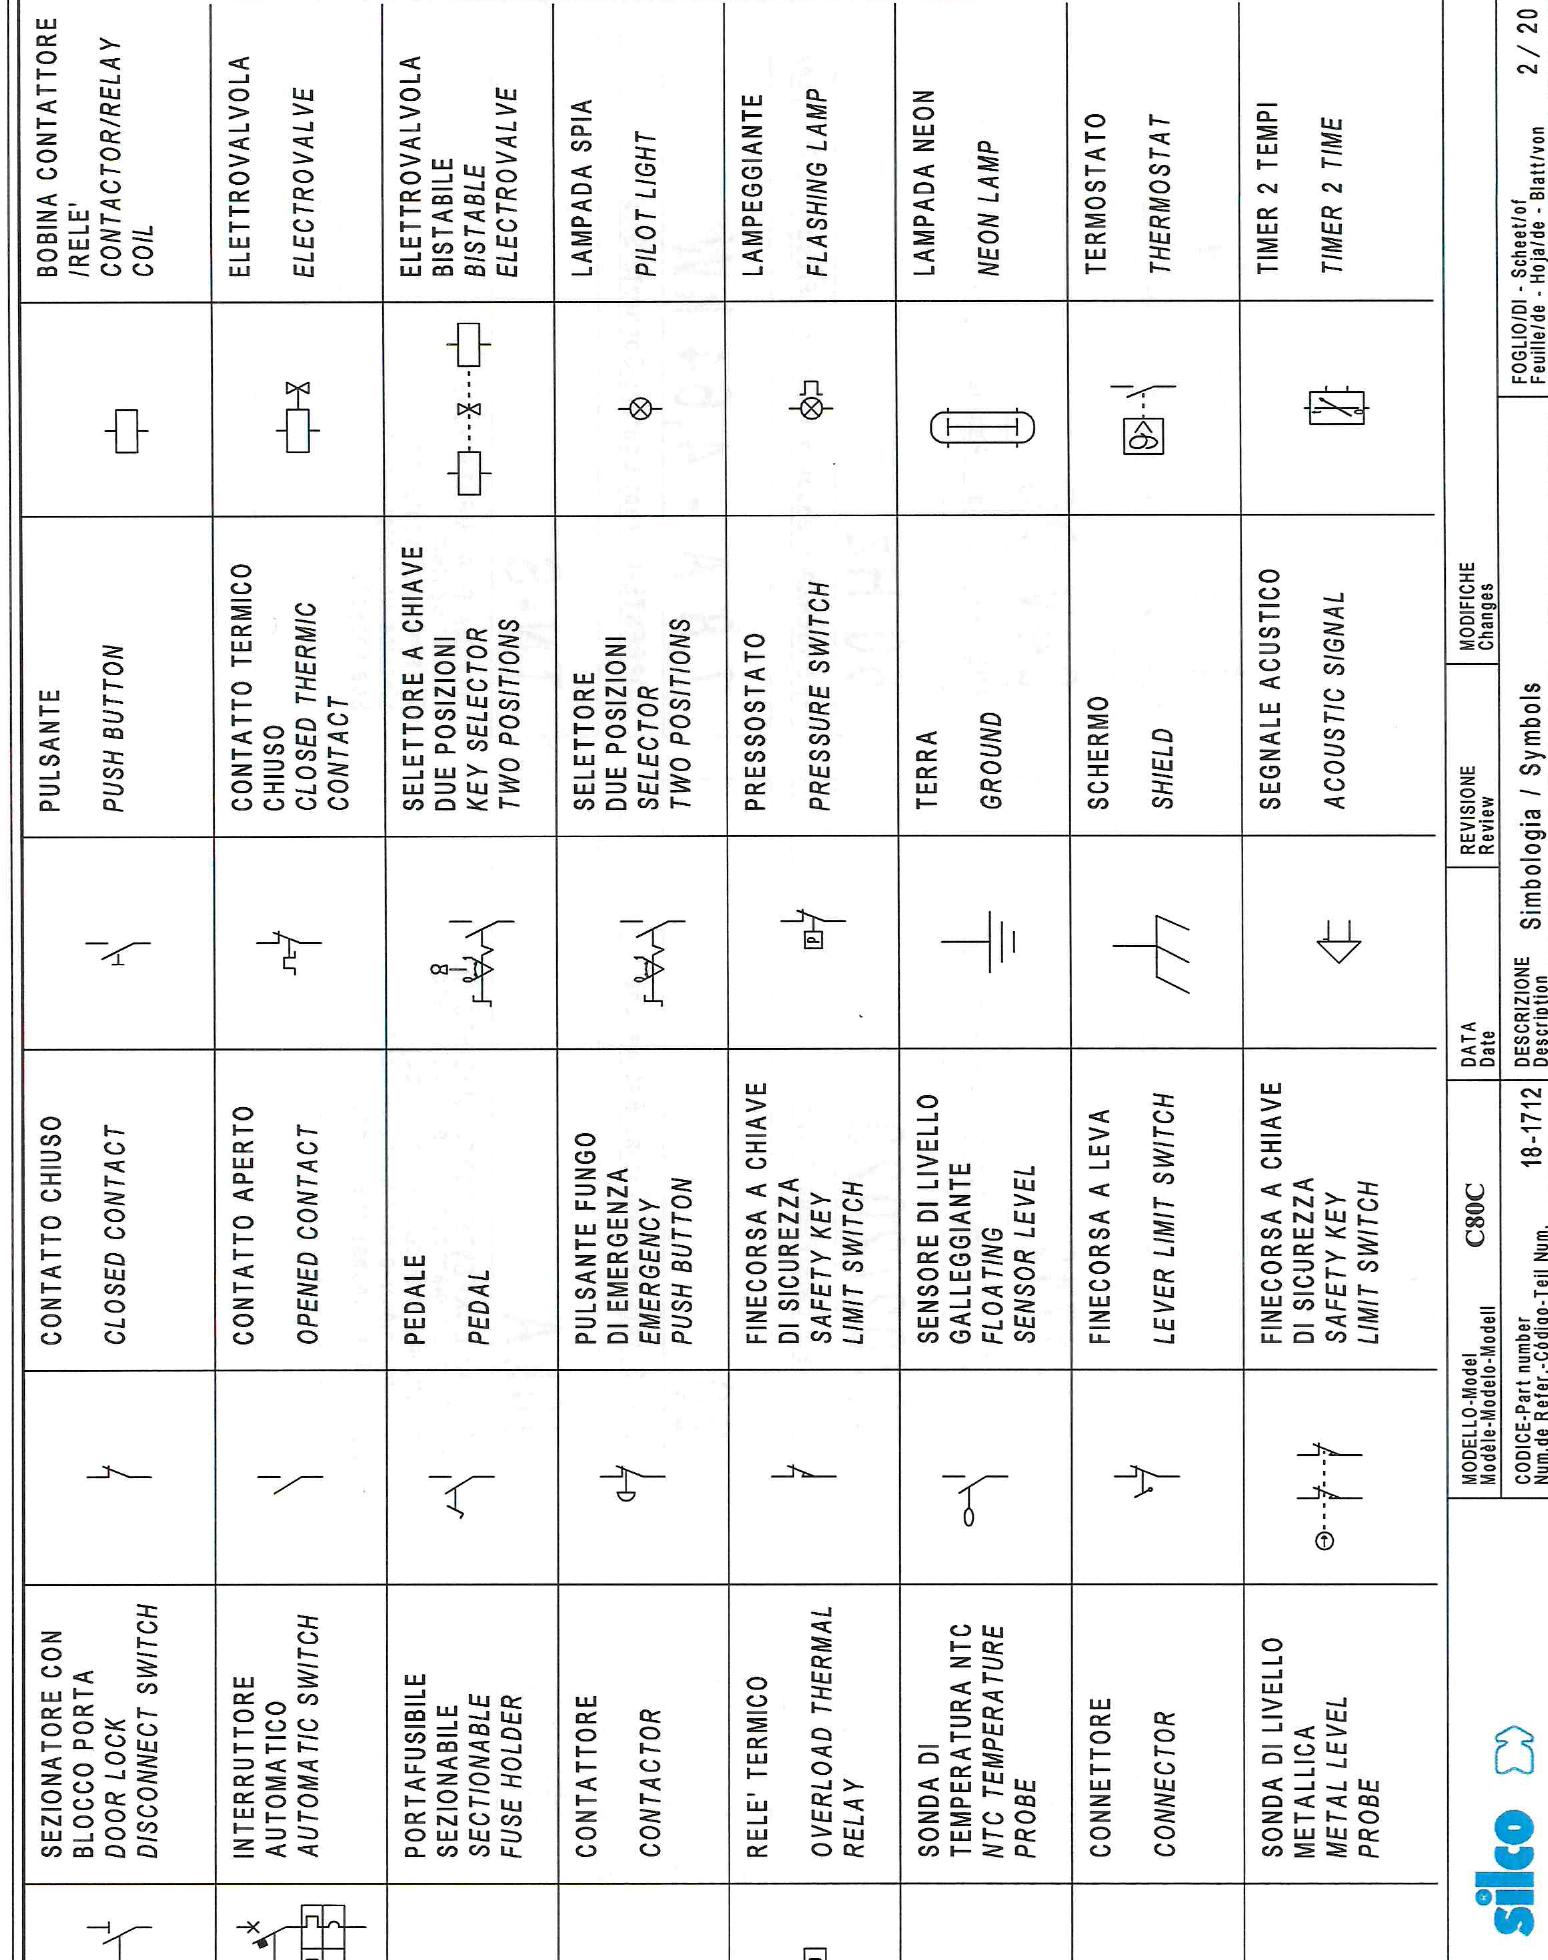 SEZIONATORE CON
BLOCCO PORTA
DOOR LOCK
DISCONNECT SWITCH
CONTATTO CHIUSO
CLOSED CONTACT
PULSANTE
PUSH BUTTON
BOBINA CONTATTORE
/RELE'
CONTACTOR/RELAY
COIL
INTERUTTORE
AUTOMATICO
AUTOMATIC SWITCH
CONTATTO APERTO
OPENED CONTACT
CONTATTO TERMICO
CHIUSO
CLOSED THERMIC
CONTACT
ELETTROVALVOLA
ELECTROVALVE
PORTAFUSIBILE
SEZIONABILE
SECTIONABLE
FUSE HOLDER
PEDALE
PEDAL
SELETTORE A CHIAVE
DUE POSIZIONI
KEY SELECTOR
TWO POSITIONS
ELETTROVALVOLA
BISTABILE
BISTABLE
ELECTROVALVE
CONTATTORE
CONTACTOR
PULSANTE FUNGO
DI EMERGENZA
EMERGENCY
PUSH BUTTON
SELETTORE
DUE POSIZIONI
SELECTOR
TWO POSITIONS
LAMPADA SPIA
PILOT LIGHT
RELE' TERMICO
OVERLOAD THERMAL
RELAY
FINECORSA A CHIAVE
DI SICUREZZA
SAFETY KEY
LIMIT SWITCH
P
PRESSOSTATO
PRESSURE SWITCH
LAMPEGGIANTE
FLASHING LAMP
SONDA DI
TEMPERATURA NTC
NTC TEMPERATURE
PROBE
SENSORE DI LIVELLO
GALLEGGIANTE
FLOATING
SENSOR LEVEL
TERRA
GROUND
LAMPADA NEON
NEON LAMP
CONNETTORE
CONNECTOR
FINECORSA A LEVA
LEVER LIMIT SWITCH
SCHERMO
SHIELD
TERMOSTATO
THERMOSTAT
SONDA DI LIVELLO
METALLICA
METAL LEVEL
PROBE
FINECORSA A CHIAVE
DI SICUREZZA
SAFETY KEY
LIMIT SWITCH
SEGNALE ACUSTICO
ACOUSTIC SIGNAL
TIMER 2 TEMPI
TIMER 2 TIME
silco
MODELLO-Model
Modèle-Modelo-Modell
C80C
DATA
Date
REVISIONE
Review
MODIFICHE
Changes
CODICE-Part number
Num.de Refer.-Código-Teil Num.
18-1712
DESCRIZIONE
Description
Simbologia / Symbols
FOGLIO/DI - Scheet/of
Feuille/de - Hoja/de - Blatt/von
2 / 20